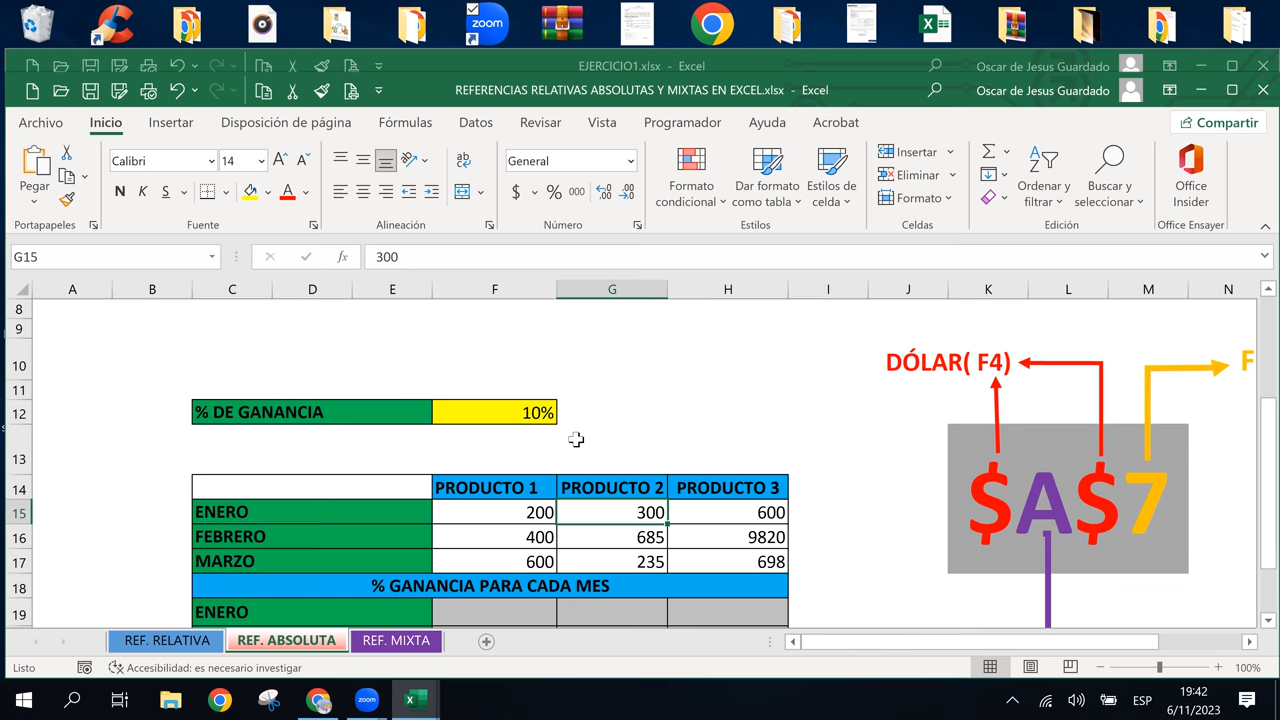 zoom
EJERCICIO1.xlsx - Excel
Oscar de Jesus Guardado
REFERENCIAS RELATIVAS ABSOLUTAS Y MIXTAS EN EXCEL.xlsx - Excel
Oscar de Jesus Guardado
Archivo Inicio Insertar Disposición de página Fórmulas Datos Revisar Vista Programador Ayuda Acrobat Compartir
Pegar
Calibri 14
N K S
General
$ % 000
Formato condicional
Dar formato como tabla
Estilos de celda
Insertar
Eliminar
Formato
Ordenar y filtrar
Buscar y seleccionar
Office Insider
Portapapeles Fuente Alineación Número Estilos Celdas Edición Office Ensayer
G15 fx 300
A B C D E F G H I J K L M N
8
9
10 DÓLAR( F4) F
11
12 % DE GANANCIA 10%
13
14 PRODUCTO 1 PRODUCTO 2 PRODUCTO 3
$A$7
15 ENERO 200 300 600
16 FEBRERO 400 685 9820
17 MARZO 600 235 698
18 % GANANCIA PARA CADA MES
19 ENERO
REF. RELATIVA REF. ABSOLUTA REF. MIXTA
Listo Accesibilidad: es necesario investigar 100%
zoom
ESP
19:42
6/11/2023